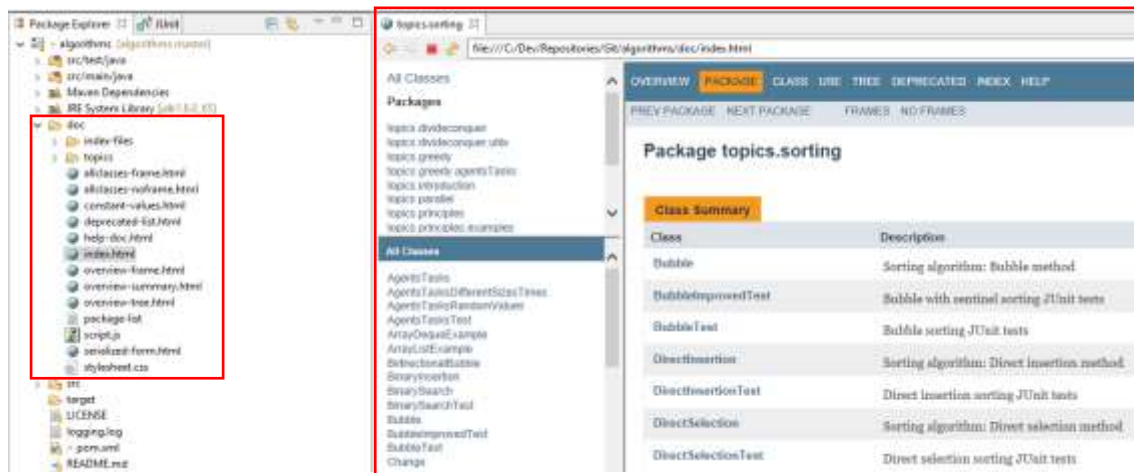 Package Explorer
JUnit
algorithms [algorithms master]
src/test/java
src/main/java
Maven Dependencies
JRE System Library
doc
index-files
topics
allclasses-frame.html
allclasses-noframe.html
constant-values.html
deprecated-list.html
help-doc.html
index.html
overview-frame.html
overview-summary.html
overview-tree.html
package-list
script.js
serialized-form.html
stylesheet.css
src
target
LICENSE
logging.log
pom.xml
README.md
topics.sorting
file:///C:/Dev/Repositories/Git/algorithms/doc/index.html
All Classes
Packages
topics.divideconquer
topics.divideconquer.utils
topics.greedy
topics.greedy.agentsTasks
topics.introduction
topics.parallel
topics.principles
topics.principles.examples
All Classes
AgentsTasks
AgentsTasksDifferentSizesTimes
AgentsTasksRandomValues
AgentsTasksTest
ArrayDequeExample
ArrayListExample
BidirectionalBubble
BinaryInsertion
BinarySearch
BinarySearchTest
Bubble
BubbleImprovedTest
BubbleTest
Change
OVERVIEW PACKAGE CLASS USE TREE DEPRECATED INDEX HELP
PREV PACKAGE NEXT PACKAGE FRAMES NO FRAMES
Package topics.sorting
Class Summary
Class Description
Bubble Sorting algorithm: Bubble method
BubbleImprovedTest Bubble with sentinel sorting JUnit tests
BubbleTest Bubble sorting JUnit tests
DirectInsertion Sorting algorithm: Direct insertion method
DirectInsertionTest Direct insertion sorting JUnit tests
DirectSelection Sorting algorithm: Direct selection method
DirectSelectionTest Direct selection sorting JUnit tests